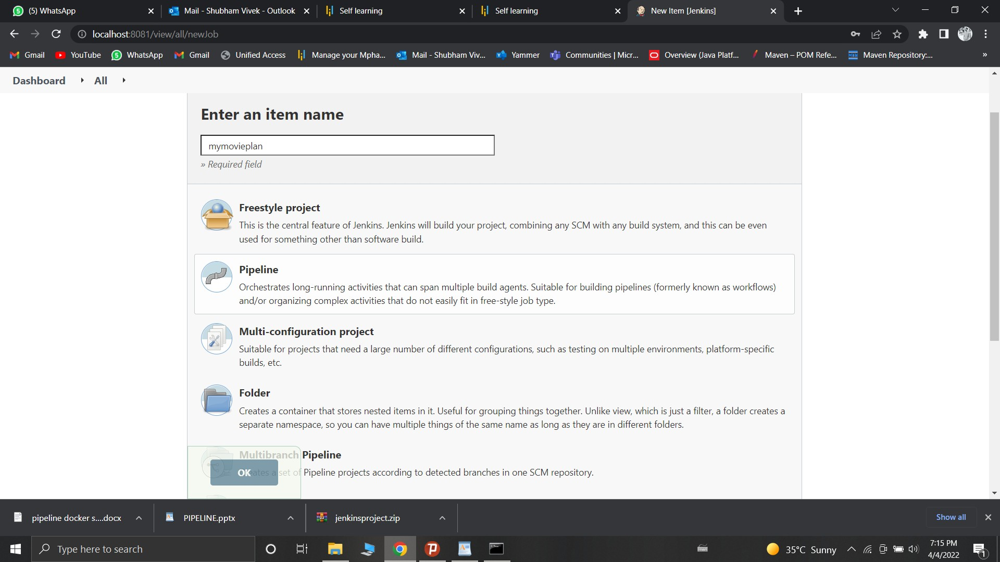 (5) WhatsApp
Mail - Shubham Vivek - Outlook
Self learning
Self learning
New Item [Jenkins]
localhost:8081/view/all/newJob
Gmail
YouTube
WhatsApp
Gmail
Unified Access
Manage your Mpha...
Mail - Shubham Viv...
Yammer
Communities | Micr...
Overview (Java Platf...
Maven – POM Refe...
Maven Repository:...
»
Dashboard
All
Enter an item name
mymovieplan
» Required field
Freestyle project
This is the central feature of Jenkins. Jenkins will build your project, combining any SCM with any build system, and this can be even
used for something other than software build.
Pipeline
Orchestrates long-running activities that can span multiple build agents. Suitable for building pipelines (formerly known as workflows)
and/or organizing complex activities that do not easily fit in free-style job type.
Multi-configuration project
Suitable for projects that need a large number of different configurations, such as testing on multiple environments, platform-specific
builds, etc.
Folder
Creates a container that stores nested items in it. Useful for grouping things together. Unlike view, which is just a filter, a folder creates a
separate namespace, so you can have multiple things of the same name as long as they are in different folders.
Multibranch Pipeline
OK
Creates a set of Pipeline projects according to detected branches in one SCM repository.
pipeline docker s....docx
PIPELINE.pptx
jenkinsproject.zip
Show all
Type here to search
35°C Sunny
7:15 PM
4/4/2022
1